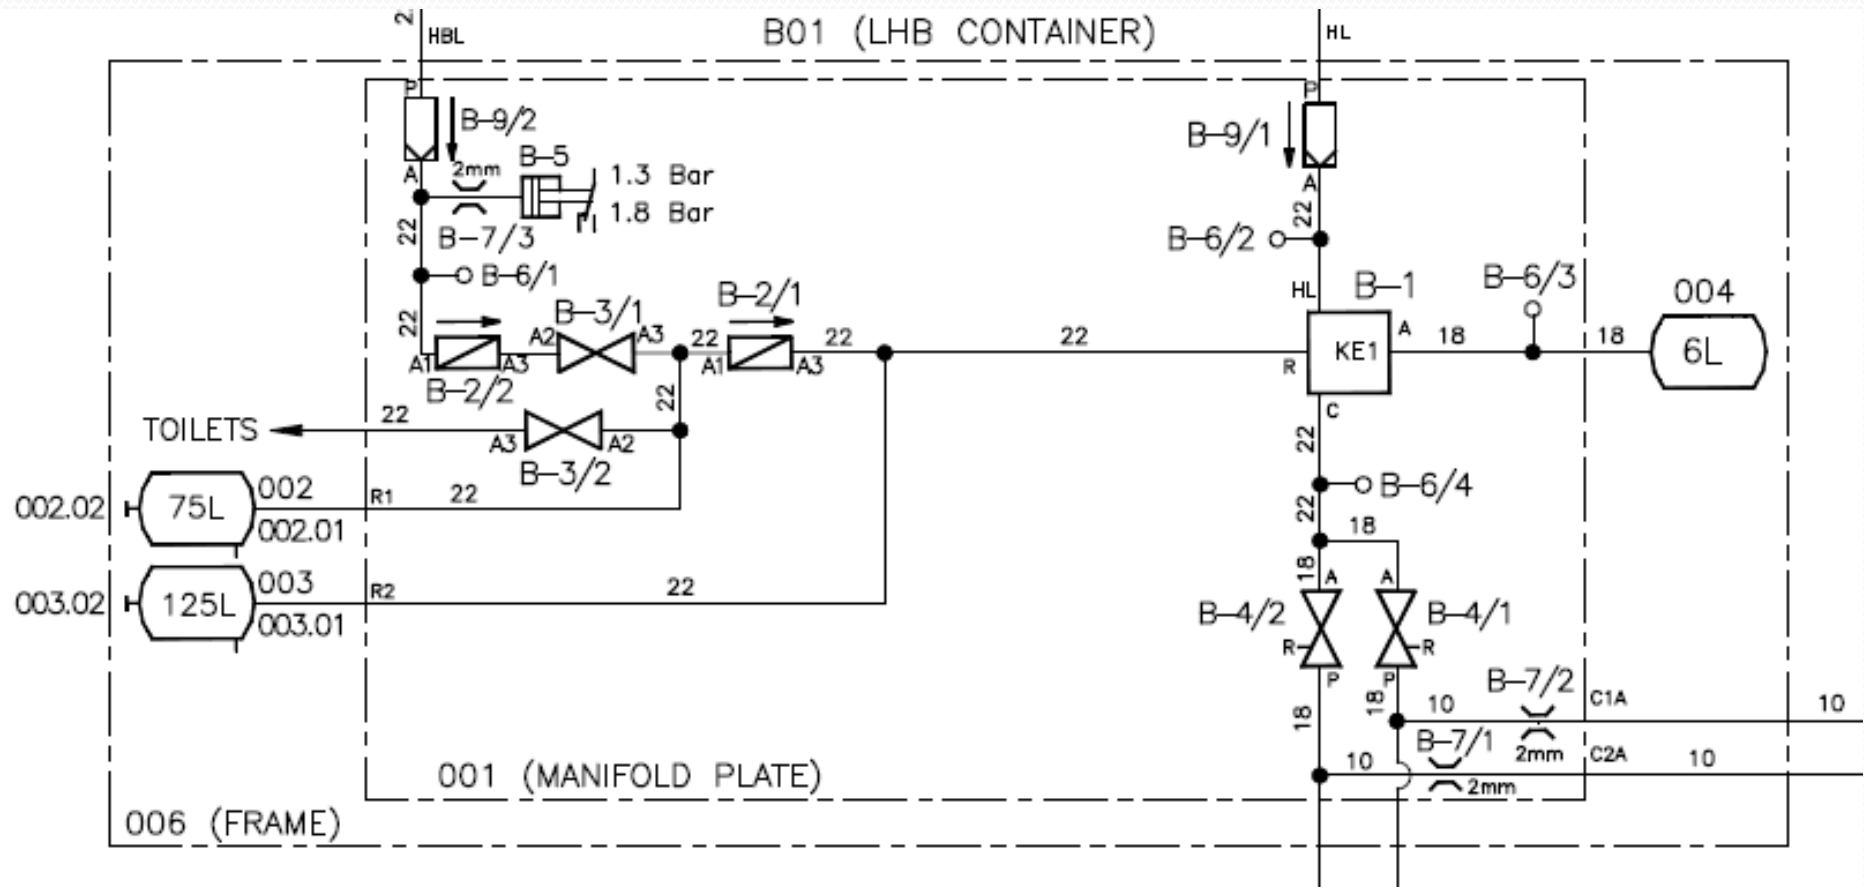 2
HBL
B01 (LHB CONTAINER)
HL
P
P
B-9/2
B-9/1
A
2mm
B-5
1.3 Bar
1.8 Bar
A
22
22
B-7/3
B-6/2
B-6/1
22
A1
A3
B-2/2
B-3/1
A2
A3
22
B-2/1
A1
A3
22
22
HL
B-1
KE1
R
A
C
18
B-6/3
18
004
6L
TOILETS
22
A3
A2
B-3/2
22
22
B-6/4
002.02
75L
002
002.01
R1
22
22
18
003.02
125L
003
003.01
R2
22
18
A
A
B-4/2
B-4/1
R
R
P
P
18
18
10
B-7/2
2mm
C1A
10
10
B-7/1
2mm
C2A
10
001 (MANIFOLD PLATE)
006 (FRAME)